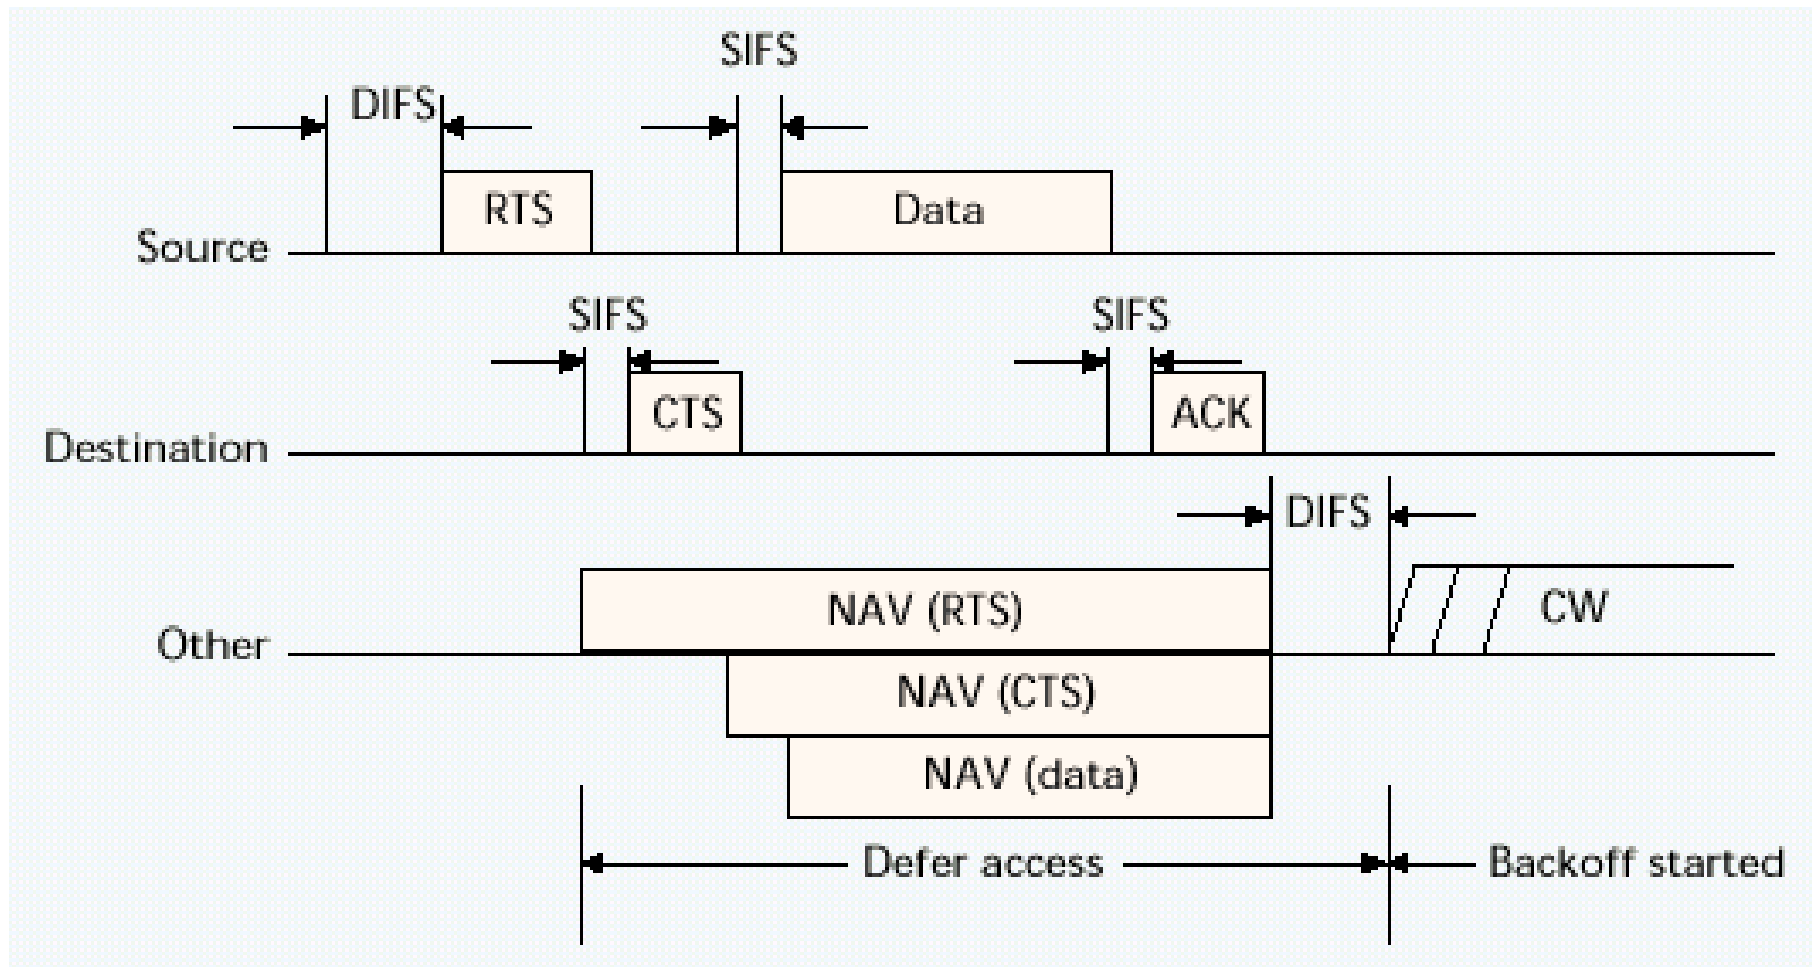 SIFS
DIFS
RTS
Data
Source
SIFS
SIFS
CTS
ACK
Destination
DIFS
NAV (RTS)
CW
Other
NAV (CTS)
NAV (data)
Defer access
Backoff started